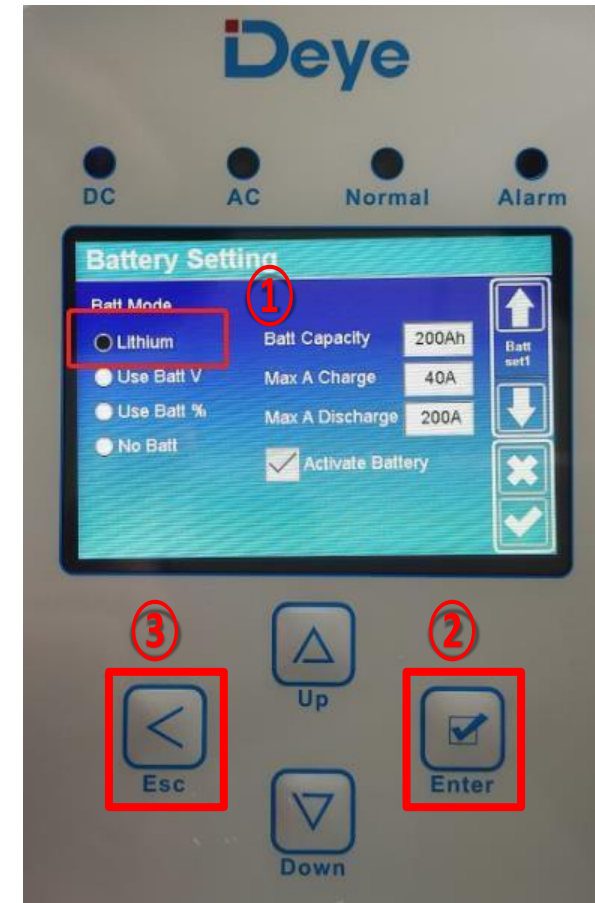 Deye
DC AC Normal Alarm
Battery Setting
①
Batt Mode
Lithium
Batt Capacity 200Ah
Batt
set1
Use Batt V
Max A Charge 40A
Use Batt %
Max A Discharge 200A
No Batt
Activate Battery
③ ②
Up
Esc Enter
Down